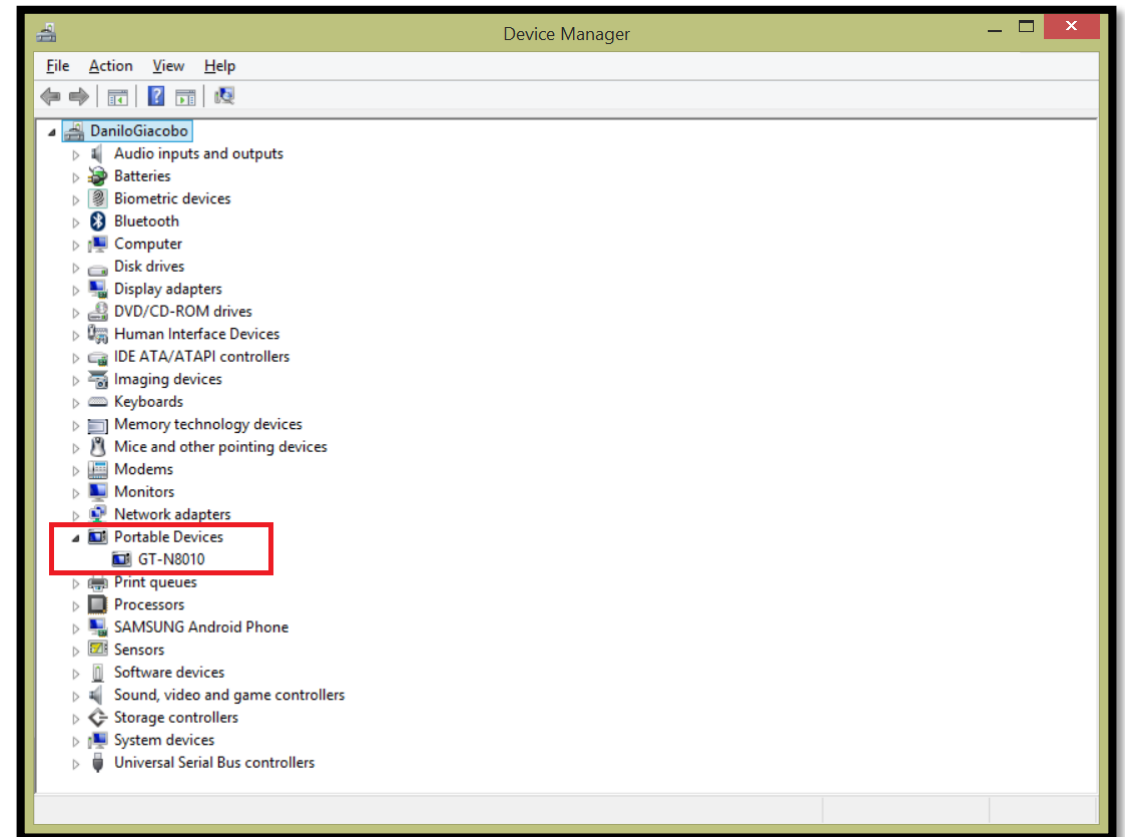 Device Manager
File Action View Help
DaniloGiacobo
Audio inputs and outputs
Batteries
Biometric devices
Bluetooth
Computer
Disk drives
Display adapters
DVD/CD-ROM drives
Human Interface Devices
IDE ATA/ATAPI controllers
Imaging devices
Keyboards
Memory technology devices
Mice and other pointing devices
Modems
Monitors
Network adapters
Portable Devices
GT-N8010
Print queues
Processors
SAMSUNG Android Phone
Sensors
Software devices
Sound, video and game controllers
Storage controllers
System devices
Universal Serial Bus controllers